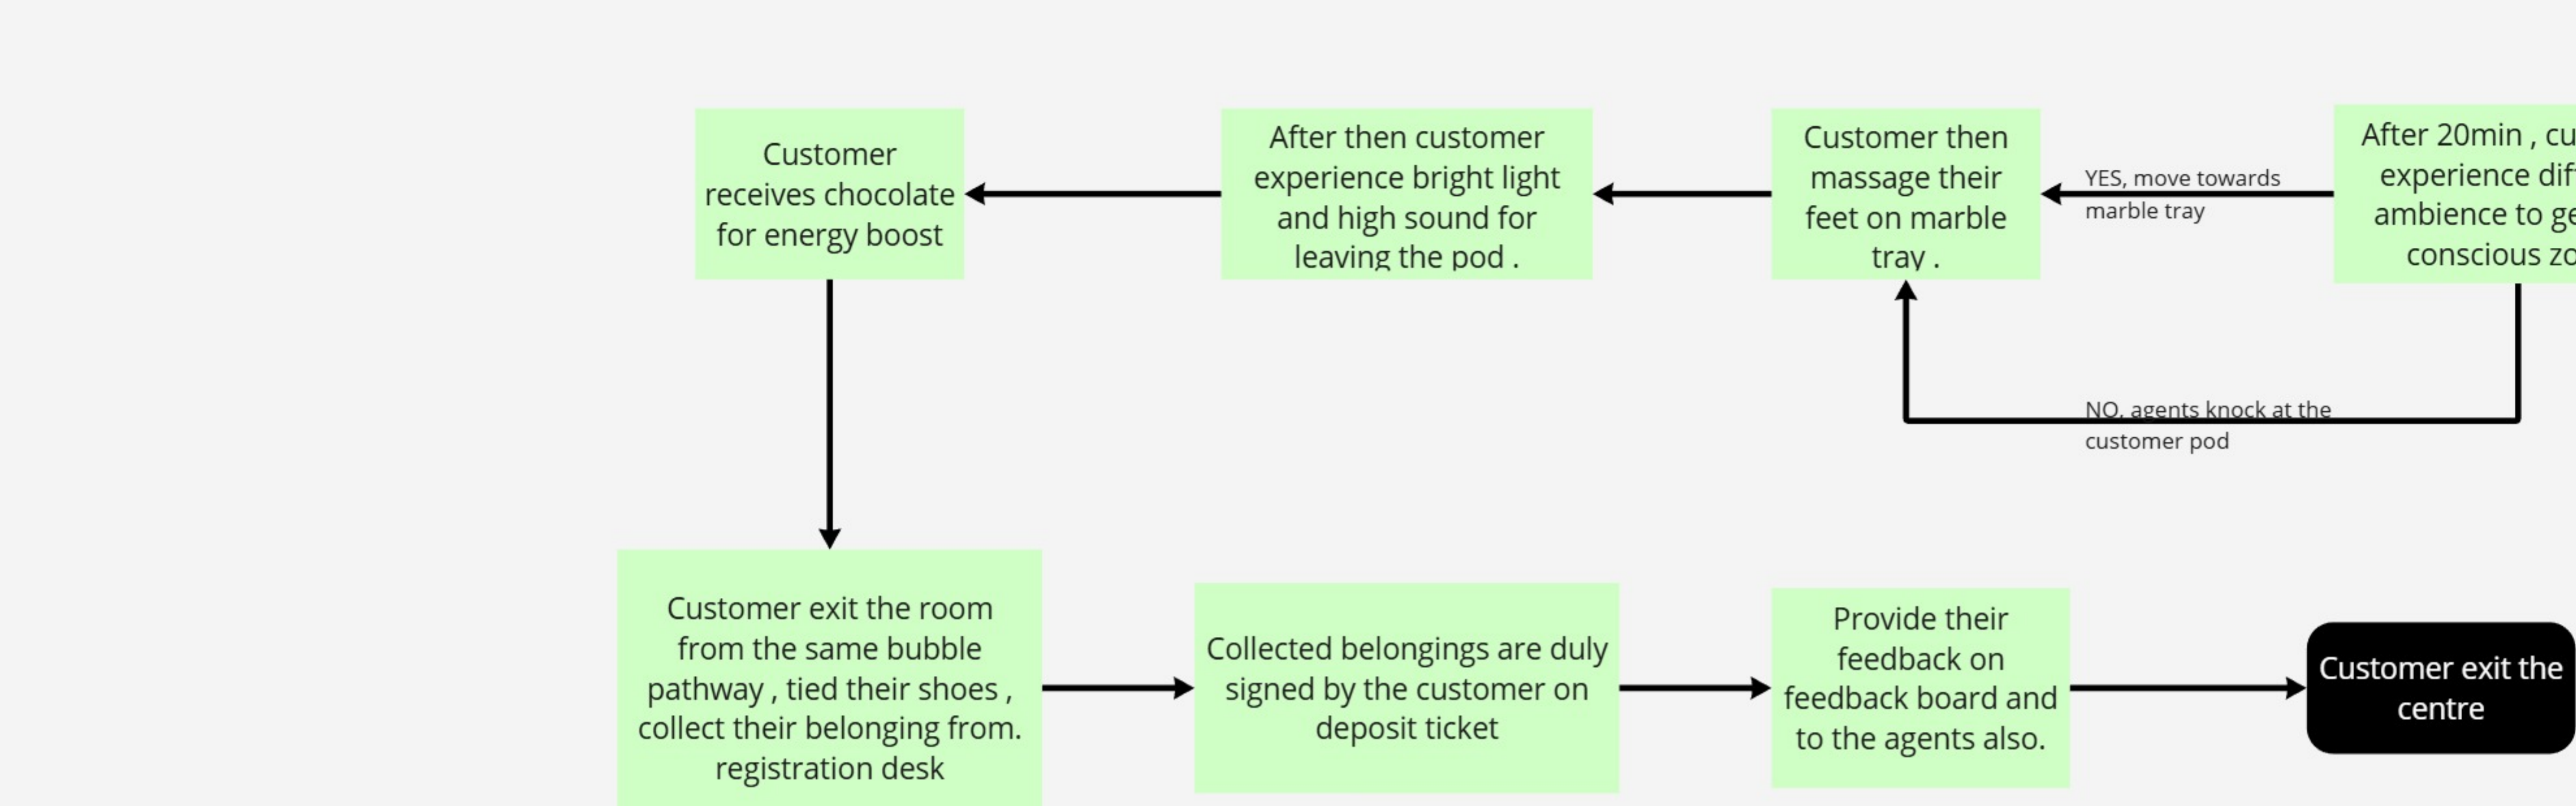 Customer
receives chocolate
for energy boost
After then customer
experience bright light
and high sound for
leaving the pod .
Customer then
massage their
feet on marble
tray .
YES, move towards
marble tray
After 20min ,
experience
ambience to
conscious
NO, agents knock at the
customer pod
Customer exit the room
from the same bubble
pathway , tied their shoes ,
collect their belonging from.
registration desk
Collected belongings are duly
signed by the customer on
deposit ticket
Provide their
feedback on
feedback board and
to the agents also.
Customer exit the
centre